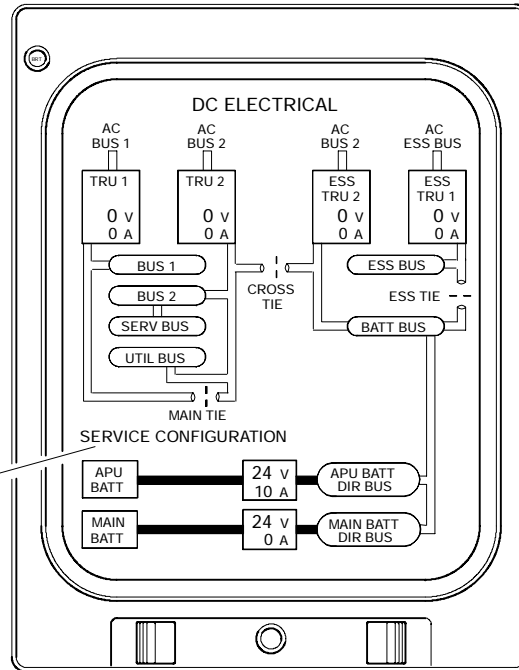 BRT
DC ELECTRICAL
AC BUS 1
AC BUS 2
AC BUS 2
AC ESS BUS
TRU 1
0 V
0 A
TRU 2
0 V
0 A
ESS TRU 2
0 V
0 A
ESS TRU 1
0 V
0 A
BUS 1
BUS 2
SERV BUS
UTIL BUS
CROSS TIE
ESS BUS
ESS TIE
BATT BUS
MAIN TIE
SERVICE CONFIGURATION
APU BATT
24 V
10 A
APU BATT DIR BUS
MAIN BATT
24 V
0 A
MAIN BATT DIR BUS